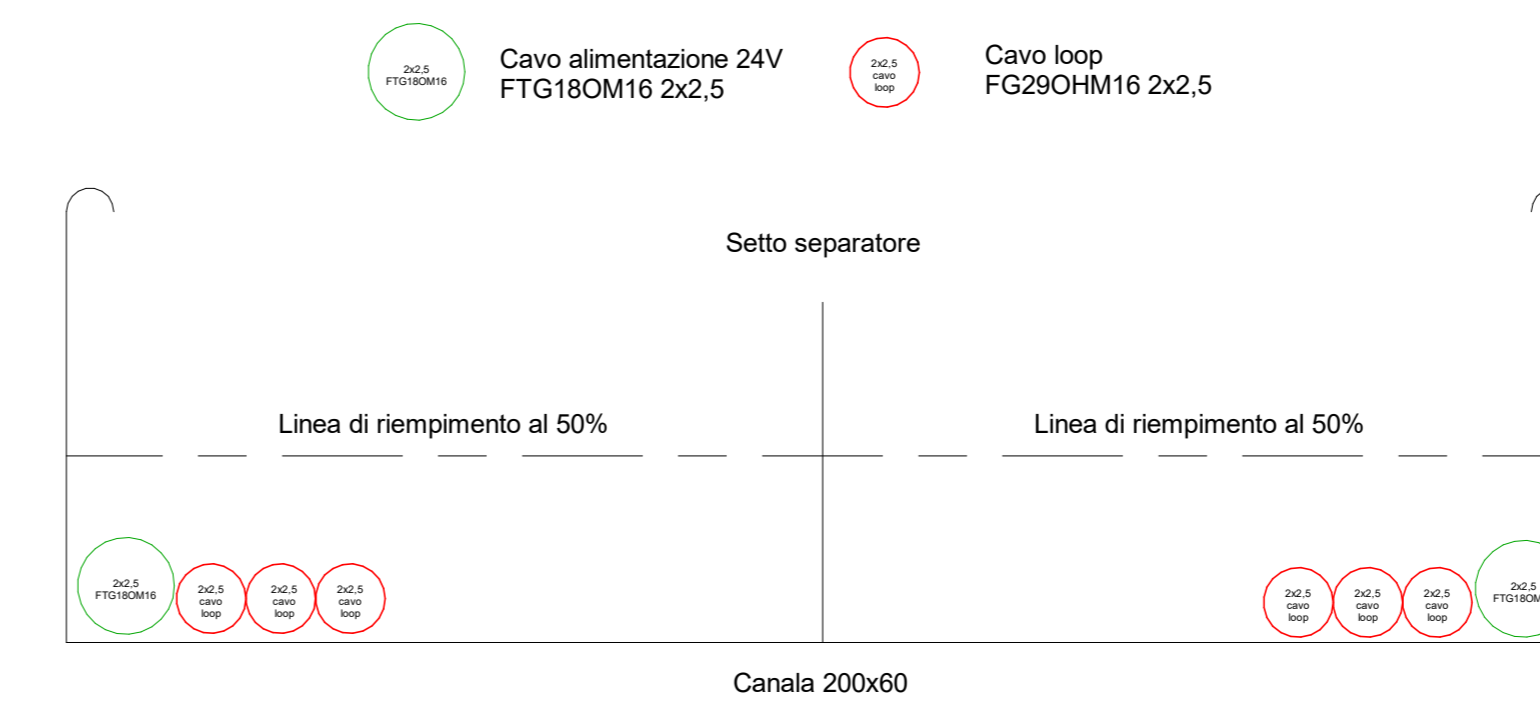 2x2,5
FTG18OM16
Cavo alimentazione 24V
FTG18OM16 2x2,5
2x2,5
cavo
loop
Cavo loop
FG29OHM16 2x2,5
Setto separatore
Linea di riempimento al 50%
Linea di riempimento al 50%
2x2,5
FTG18OM16
2x2,5
cavo
loop
2x2,5
cavo
loop
2x2,5
cavo
loop
2x2,5
cavo
loop
2x2,5
cavo
loop
2x2,5
cavo
loop
2x2,5
FTG18OM
Canala 200x60